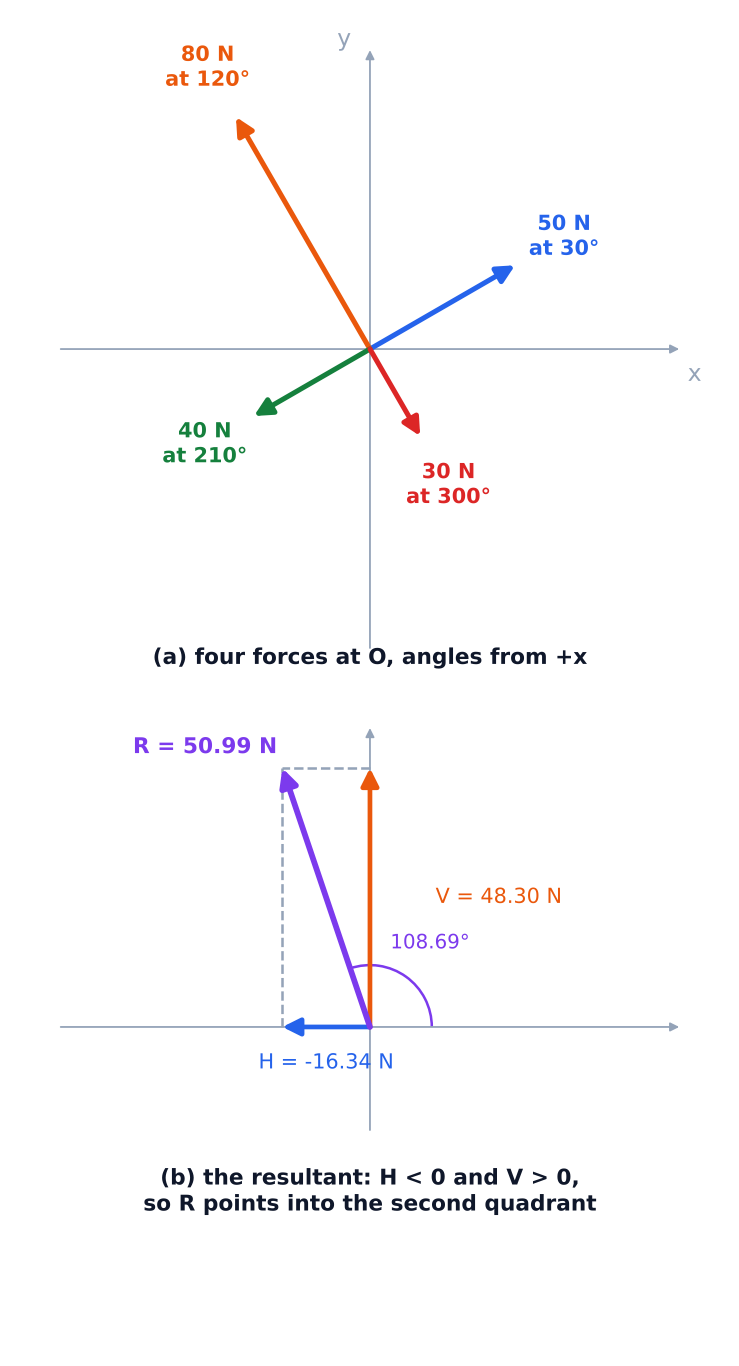 y
80 N
at 120°
50 N
at 30°
x
40 N
at 210°
30 N
at 300°
(a) four forces at O, angles from +x
R = 50.99 N
V = 48.30 N
108.69°
H = -16.34 N
(b) the resultant: H < 0 and V > 0,
so R points into the second quadrant